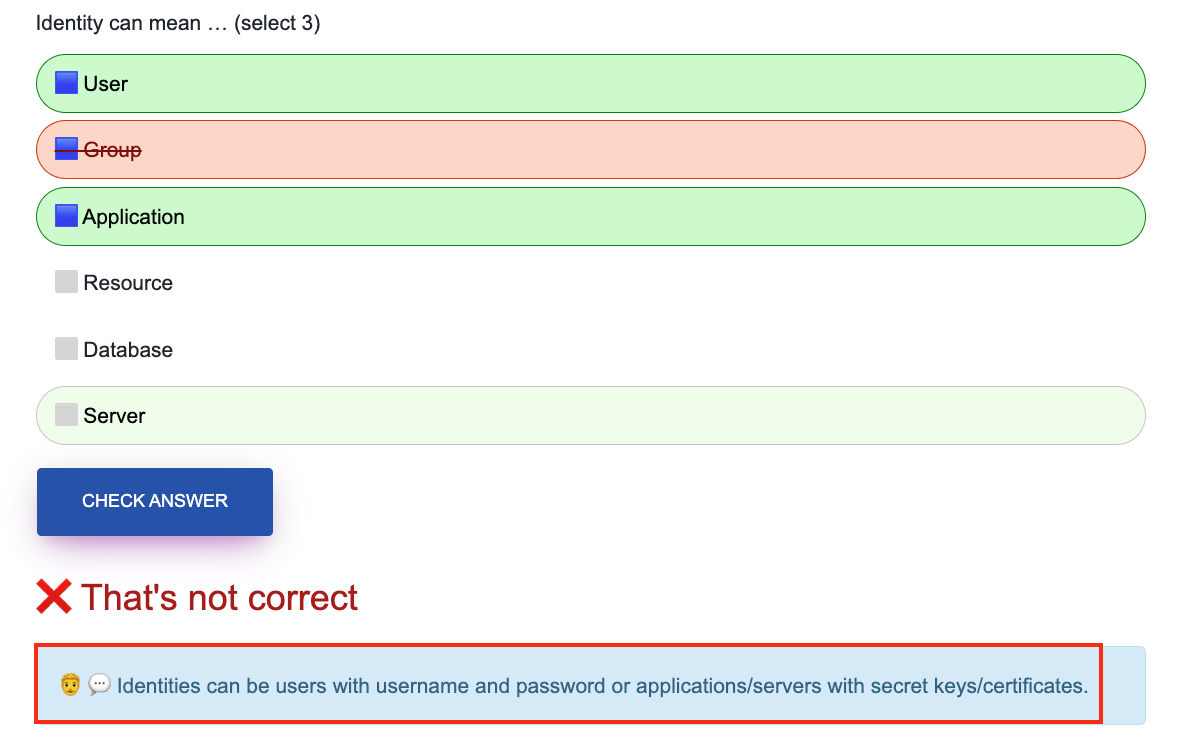 Identity can mean … (select 3)
User
Group
Application
Resource
Database
Server
CHECK ANSWER
❌ That's not correct
👨‍🦱 💬 Identities can be users with username and password or applications/servers with secret keys/certificates.